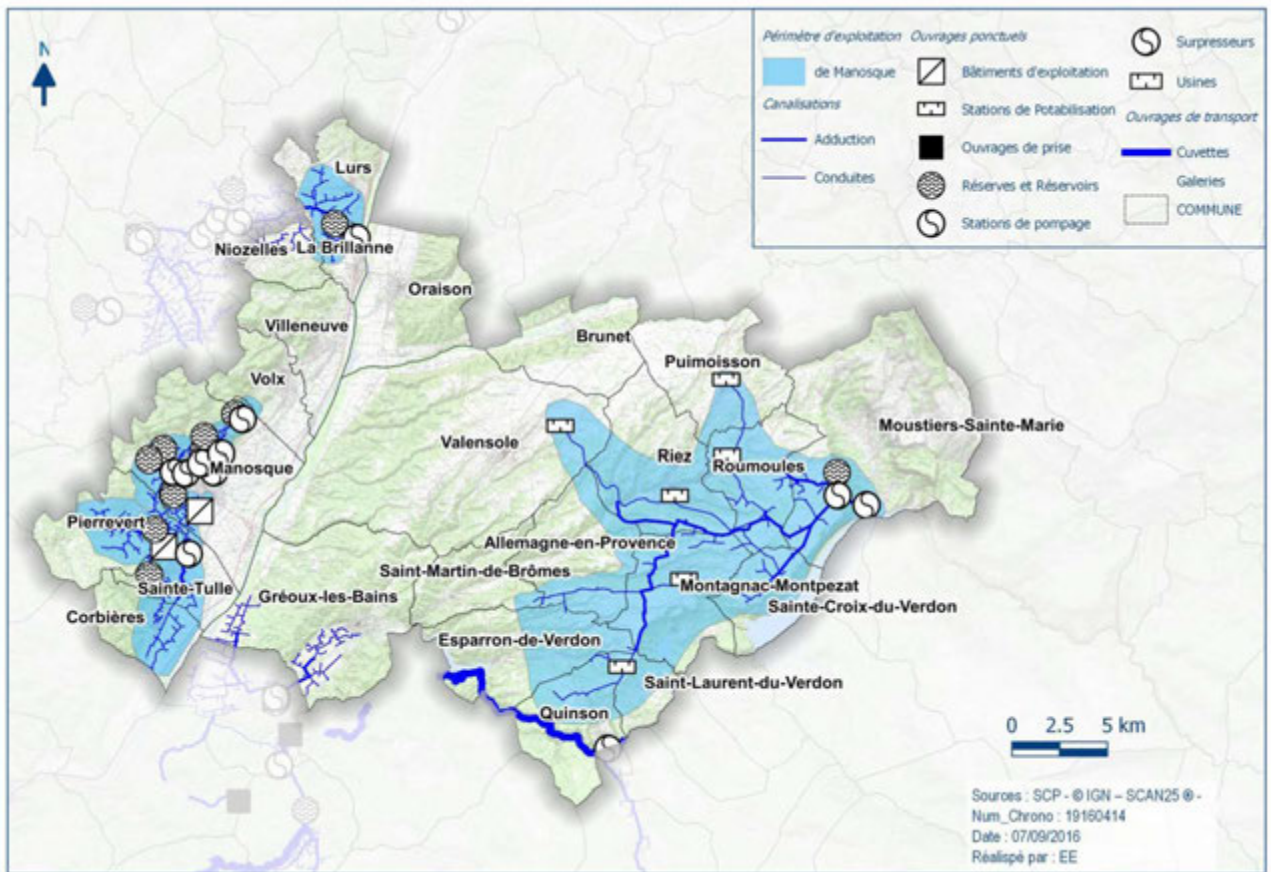 N
Périmètre d'exploitation
de Manosque
Canalisations
Adduction
Conduites
Ouvrages ponctuels
Bâtiments d'exploitation
Stations de Potabilisation
Ouvrages de prise
Réserves et Réservoirs
Stations de pompage
Surpresseurs
Usines
Ouvrages de transport
Cuvettes
Galeries
COMMUNE
Lurs
Niozelles
La Brillanne
Oraison
Villeneuve
Brunet
Puimoisson
Volx
Moustiers-Sainte-Marie
Valensole
Riez
Roumoules
Manosque
Pierrevert
Allemagne-en-Provence
Saint-Martin-de-Brômes
Montagnac-Montpezat
Sainte-Tulle
Gréoux-les-Bains
Sainte-Croix-du-Verdon
Corbières
Esparron-de-Verdon
Saint-Laurent-du-Verdon
Quinson
0 2.5 5 km
Sources : SCP - © IGN – SCAN25 ® -
Num_Chrono : 19160414
Date : 07/09/2016
Réalispé par : EE